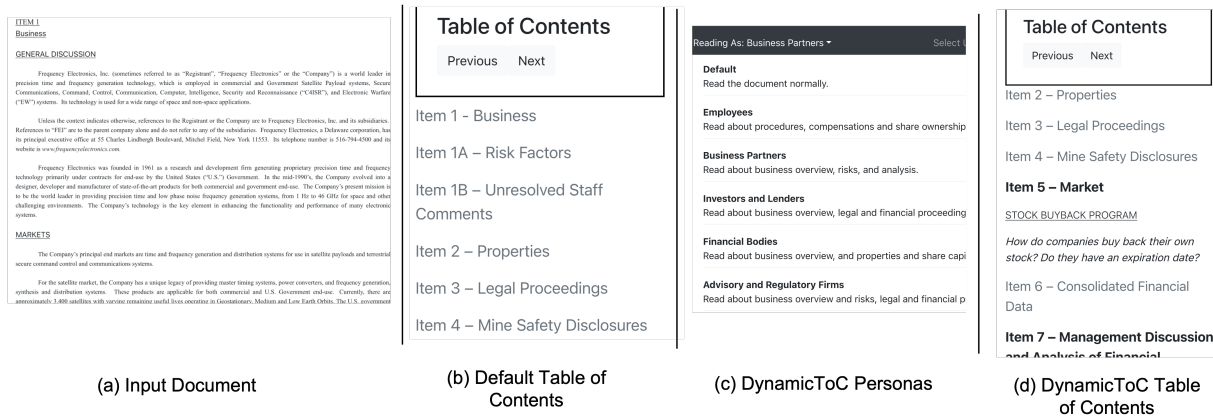 ITEM 1
Business
GENERAL DISCUSSION
Frequency Electronics, Inc. (sometimes referred to as “Registrant”, “Frequency Electronics” or the “Company”) is a world leader in
precision time and frequency generation technology, which is employed in commercial and Government Satellite Payload systems, Secure
Communications, Command, Control, Communication, Computer, Intelligence, Security and Reconnaissance (“C4ISR”), and Electronic Warfare
(“EW”) systems. Its technology is used for a wide range of space and non-space applications.
Unless the context indicates otherwise, references to the Registrant or the Company are to Frequency Electronics, Inc. and its subsidiaries.
References to “FEI” are to the parent company alone and do not refer to any of the subsidiaries. Frequency Electronics, a Delaware corporation, has
its principal executive office at 55 Charles Lindbergh Boulevard, Mitchel Field, New York 11553. Its telephone number is 516-794-4500 and its
website is www.frequencyelectronics.com.
Frequency Electronics was founded in 1961 as a research and development firm generating proprietary precision time and frequency
technology primarily under contracts for end-use by the United States (“U.S.”) Government. In the mid-1990’s, the Company evolved into a
designer, developer and manufacturer of state-of-the-art products for both commercial and government end-use. The Company’s present mission is
to be the world leader in providing precision time and low phase noise frequency generation systems, from 1 Hz to 46 GHz for space and other
challenging environments. The Company’s technology is the key element in enhancing the functionality and performance of many electronic
systems.
MARKETS
The Company’s principal end markets are time and frequency generation and distribution systems for use in satellite payloads and terrestrial
secure command control and communications systems.
For the satellite market, the Company has a unique legacy of providing master timing systems, power converters, and frequency generation,
synthesis and distribution systems. These products are applicable for both commercial and U.S. Government end-use. Currently, there are
approximately 3,400 satellites with varying remaining useful lives operating in Geostationary, Medium and Low Earth Orbits. The U.S. government
(a) Input Document
Table of Contents
Previous Next
Item 1 - Business
Item 1A – Risk Factors
Item 1B – Unresolved Staff
Comments
Item 2 – Properties
Item 3 – Legal Proceedings
Item 4 – Mine Safety Disclosures
(b) Default Table of
Contents
Reading As: Business Partners Select
Default
Read the document normally.
Employees
Read about procedures, compensations and share ownership
Business Partners
Read about business overview, risks, and analysis.
Investors and Lenders
Read about business overview, legal and financial proceeding
Financial Bodies
Read about business overview, and properties and share capi
Advisory and Regulatory Firms
Read about business overview and risks, legal and financial p
(c) DynamicToC Personas
Table of Contents
Previous Next
Item 2 – Properties
Item 3 – Legal Proceedings
Item 4 – Mine Safety Disclosures
Item 5 – Market
STOCK BUYBACK PROGRAM
How do companies buy back their own
stock? Do they have an expiration date?
Item 6 – Consolidated Financial
Data
Item 7 – Management Discussion
and Analysis of Financial
(d) DynamicToC Table
of Contents